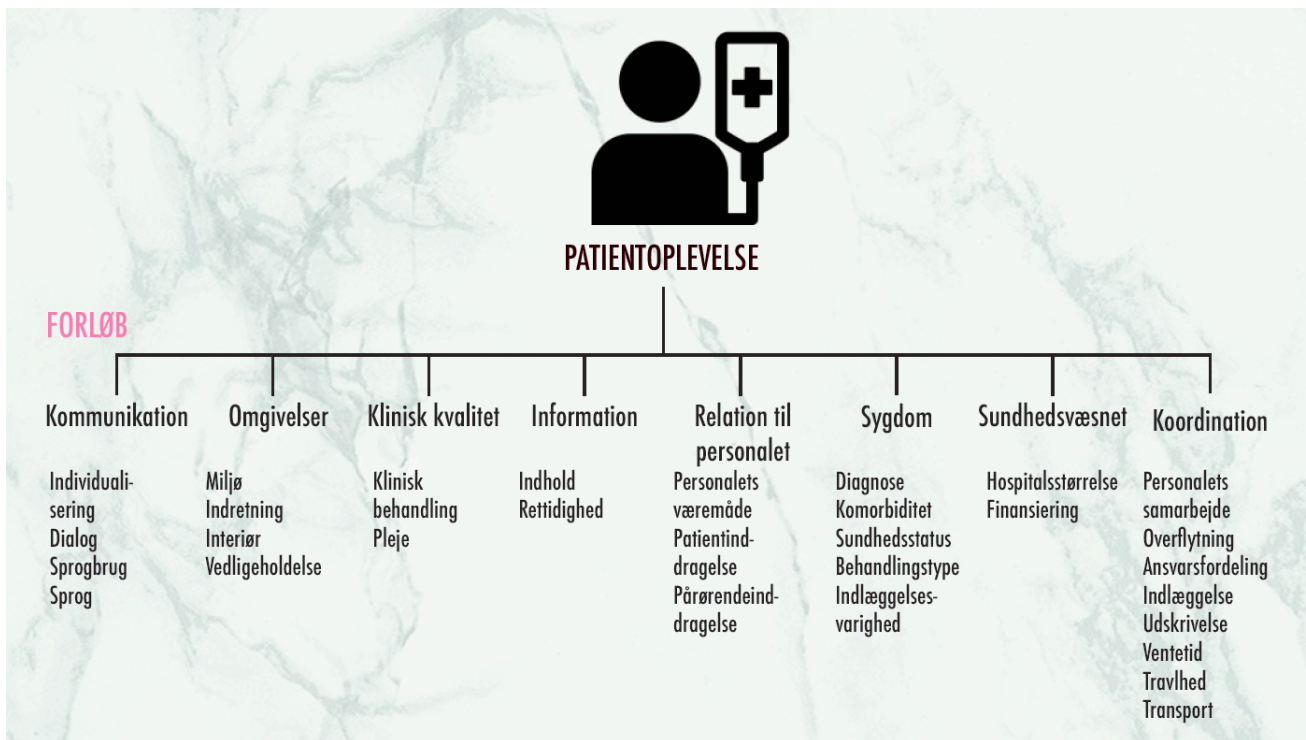 PATIENTOPLEVELSE
FORLØB
Kommunikation
Individuali-
sering
Dialog
Sprogbrug
Sprog
Omgivelser
Miljø
Indretning
Interiør
Vedligeholdelse
Klinisk kvalitet
Klinisk
behandling
Pleje
Information
Indhold
Rettidighed
Relation til
personalet
Personalets
væremåde
Patientind-
dragelse
Pårørendeind-
dragelse
Sygdom
Diagnose
Komorbiditet
Sundhedsstatus
Behandlingstype
Indlæggelses-
varighed
Sundhedsvæsnet
Hospitalsstørrelse
Finansiering
Koordination
Personalets
samarbejde
Overflytning
Ansvarsfordeling
Indlæggelse
Udskrivelse
Ventetid
Travlhed
Transport